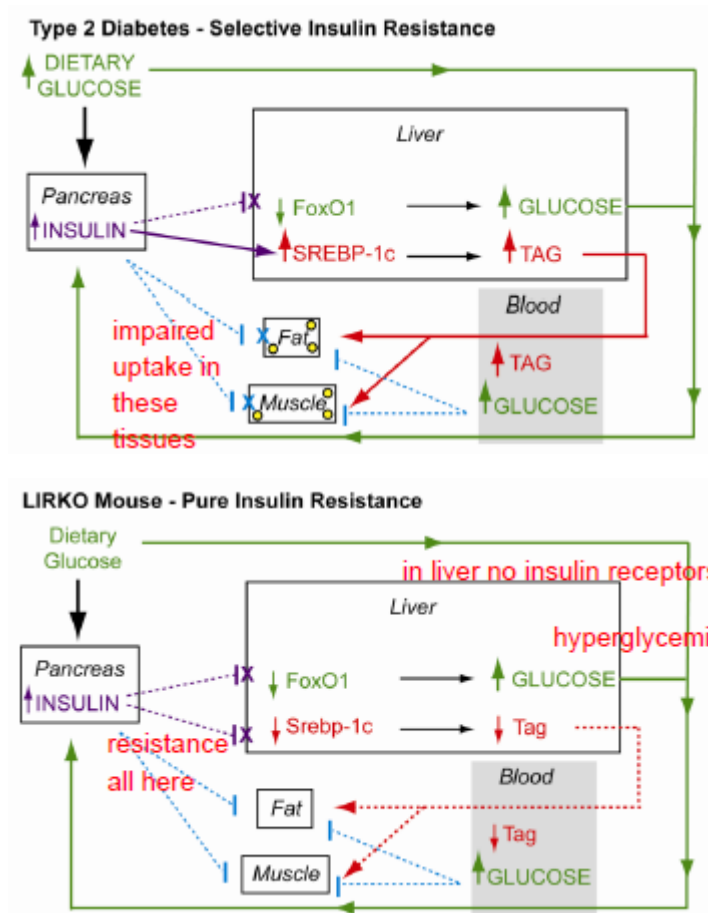 Type 2 Diabetes - Selective Insulin Resistance
DIETARY
GLUCOSE
Liver
Pancreas
INSULIN
X
FoxO1
GLUCOSE
SREBP-1c
TAG
impaired
uptake in
these
tissues
X
Fat
X
Muscle
Blood
TAG
GLUCOSE
LIRKO Mouse - Pure Insulin Resistance
Dietary
Glucose
in liver no insulin receptors
Liver
hyperglycemi
Pancreas
INSULIN
X
FoxO1
GLUCOSE
X
Srebp-1c
Tag
resistance
all here
Fat
Muscle
Blood
Tag
GLUCOSE